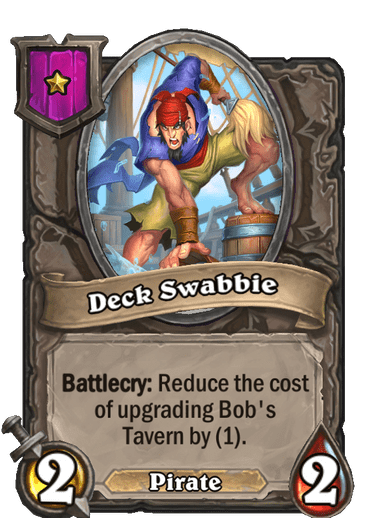 Deck Swabbie
Battlecry: Reduce the cost
of upgrading Bob's
Tavern by (1).
2
Pirate
2